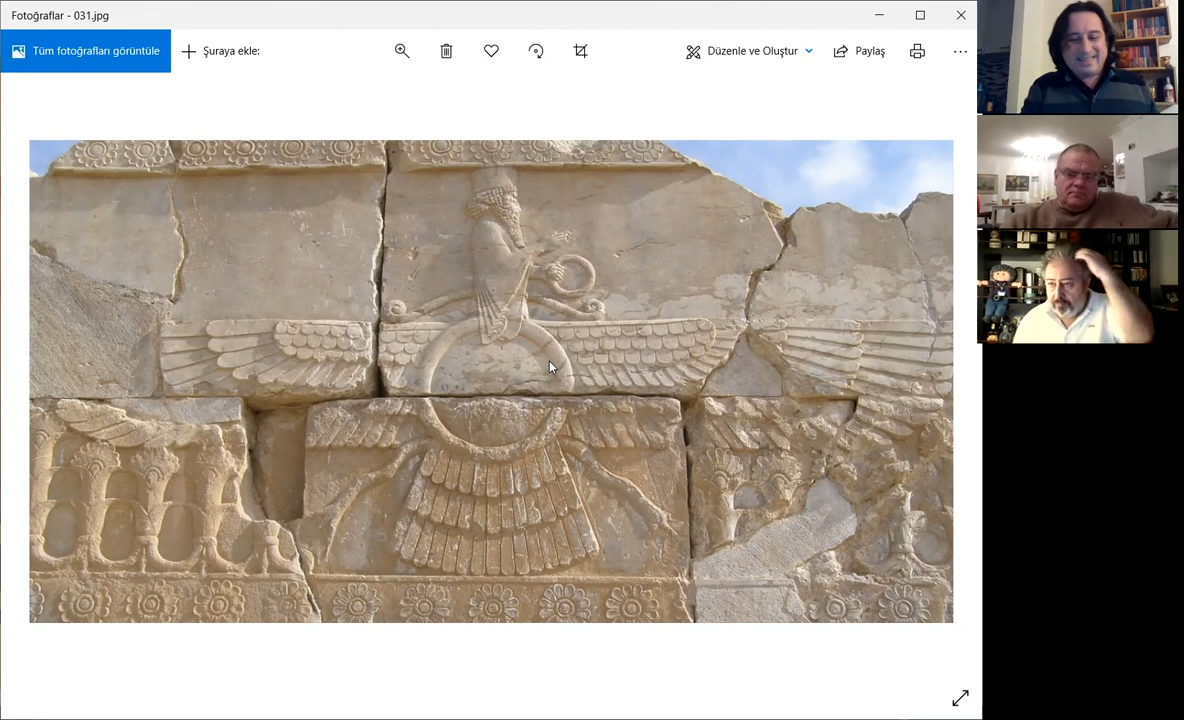 Fotoğraflar - 031.jpg
Tüm fotoğrafları görüntüle
Şuraya ekle:
Düzenle ve Oluştur
Paylaş